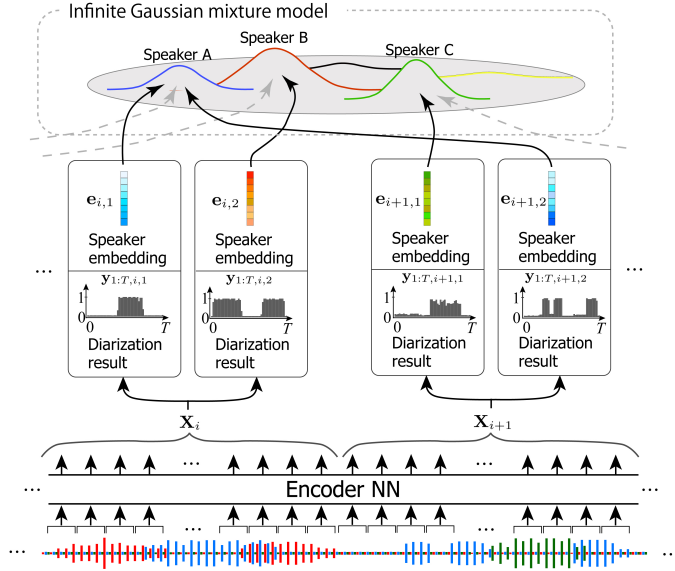 Infinite Gaussian mixture model
Speaker A
Speaker B
Speaker C
e_{i,1}
Speaker
embedding
y_{1:T,i,1}
1
0
0
T
Diarization
result
e_{i,2}
Speaker
embedding
y_{1:T,i,2}
1
0
0
T
Diarization
result
e_{i+1,1}
Speaker
embedding
y_{1:T,i+1,1}
1
0
0
T
Diarization
result
e_{i+1,2}
Speaker
embedding
y_{1:T,i+1,2}
1
0
0
T
Diarization
result
...
...
X_i
X_{i+1}
...
...
...
Encoder NN
...
...
...
...
...